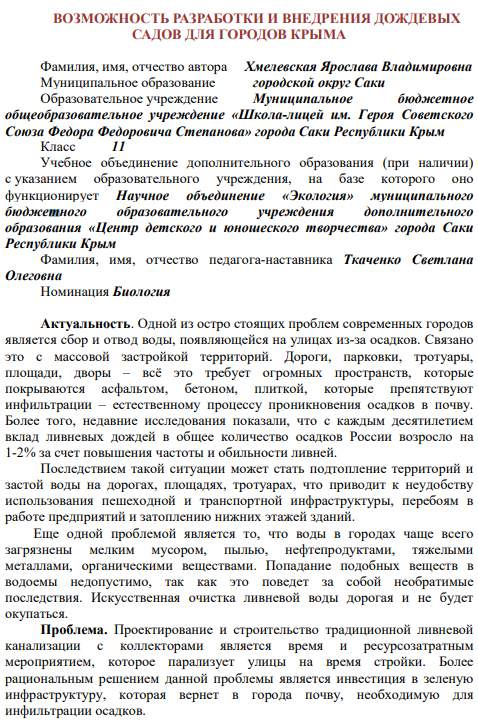 ВОЗМОЖНОСТЬ РАЗРАБОТКИ И ВНЕДРЕНИЯ ДОЖДЕВЫХ
САДОВ ДЛЯ ГОРОДОВ КРЫМА
Фамилия, имя, отчество автора Хмелевская Ярослава Владимировна
Муниципальное образование городской округ Саки
Образовательное учреждение Муниципальное бюджетное
общеобразовательное учреждение «Школа-лицей им. Героя Советского
Союза Федора Федоровича Степанова» города Саки Республики Крым
Класс 11
Учебное объединение дополнительного образования (при наличии)
с указанием образовательного учреждения, на базе которого оно
функционирует Научное объединение «Экология» муниципального
бюджетного образовательного учреждения дополнительного
образования «Центр детского и юношеского творчества» города Саки
Республики Крым
Фамилия, имя, отчество педагога-наставника Ткаченко Светлана
Олеговна
Номинация Биология
Актуальность. Одной из остро стоящих проблем современных городов
является сбор и отвод воды, появляющейся на улицах из-за осадков. Связано
это с массовой застройкой территорий. Дороги, парковки, тротуары,
площади, дворы – всё это требует огромных пространств, которые
покрываются асфальтом, бетоном, плиткой, которые препятствуют
инфильтрации – естественному процессу проникновения осадков в почву.
Более того, недавние исследования показали, что с каждым десятилетием
вклад ливневых дождей в общее количество осадков России возросло на
1-2% за счет повышения частоты и обильности ливней.
Последствием такой ситуации может стать подтопление территорий и
застой воды на дорогах, площадях, тротуарах, что приводит к неудобству
использования пешеходной и транспортной инфраструктуры, перебоям в
работе предприятий и затоплению нижних этажей зданий.
Еще одной проблемой является то, что воды в городах чаще всего
загрязнены мелким мусором, пылью, нефтепродуктами, тяжелыми
металлами, органическими веществами. Попадание подобных веществ в
водоемы недопустимо, так как это поведет за собой необратимые
последствия. Искусственная очистка ливневой воды дорогая и не будет
окупаться.
Проблема. Проектирование и строительство традиционной ливневой
канализации с коллекторами является время и ресурсозатратным
мероприятием, которое парализует улицы на время стройки. Более
рациональным решением данной проблемы является инвестиция в зеленую
инфраструктуру, которая вернет в города почву, необходимую для
инфильтрации осадков.